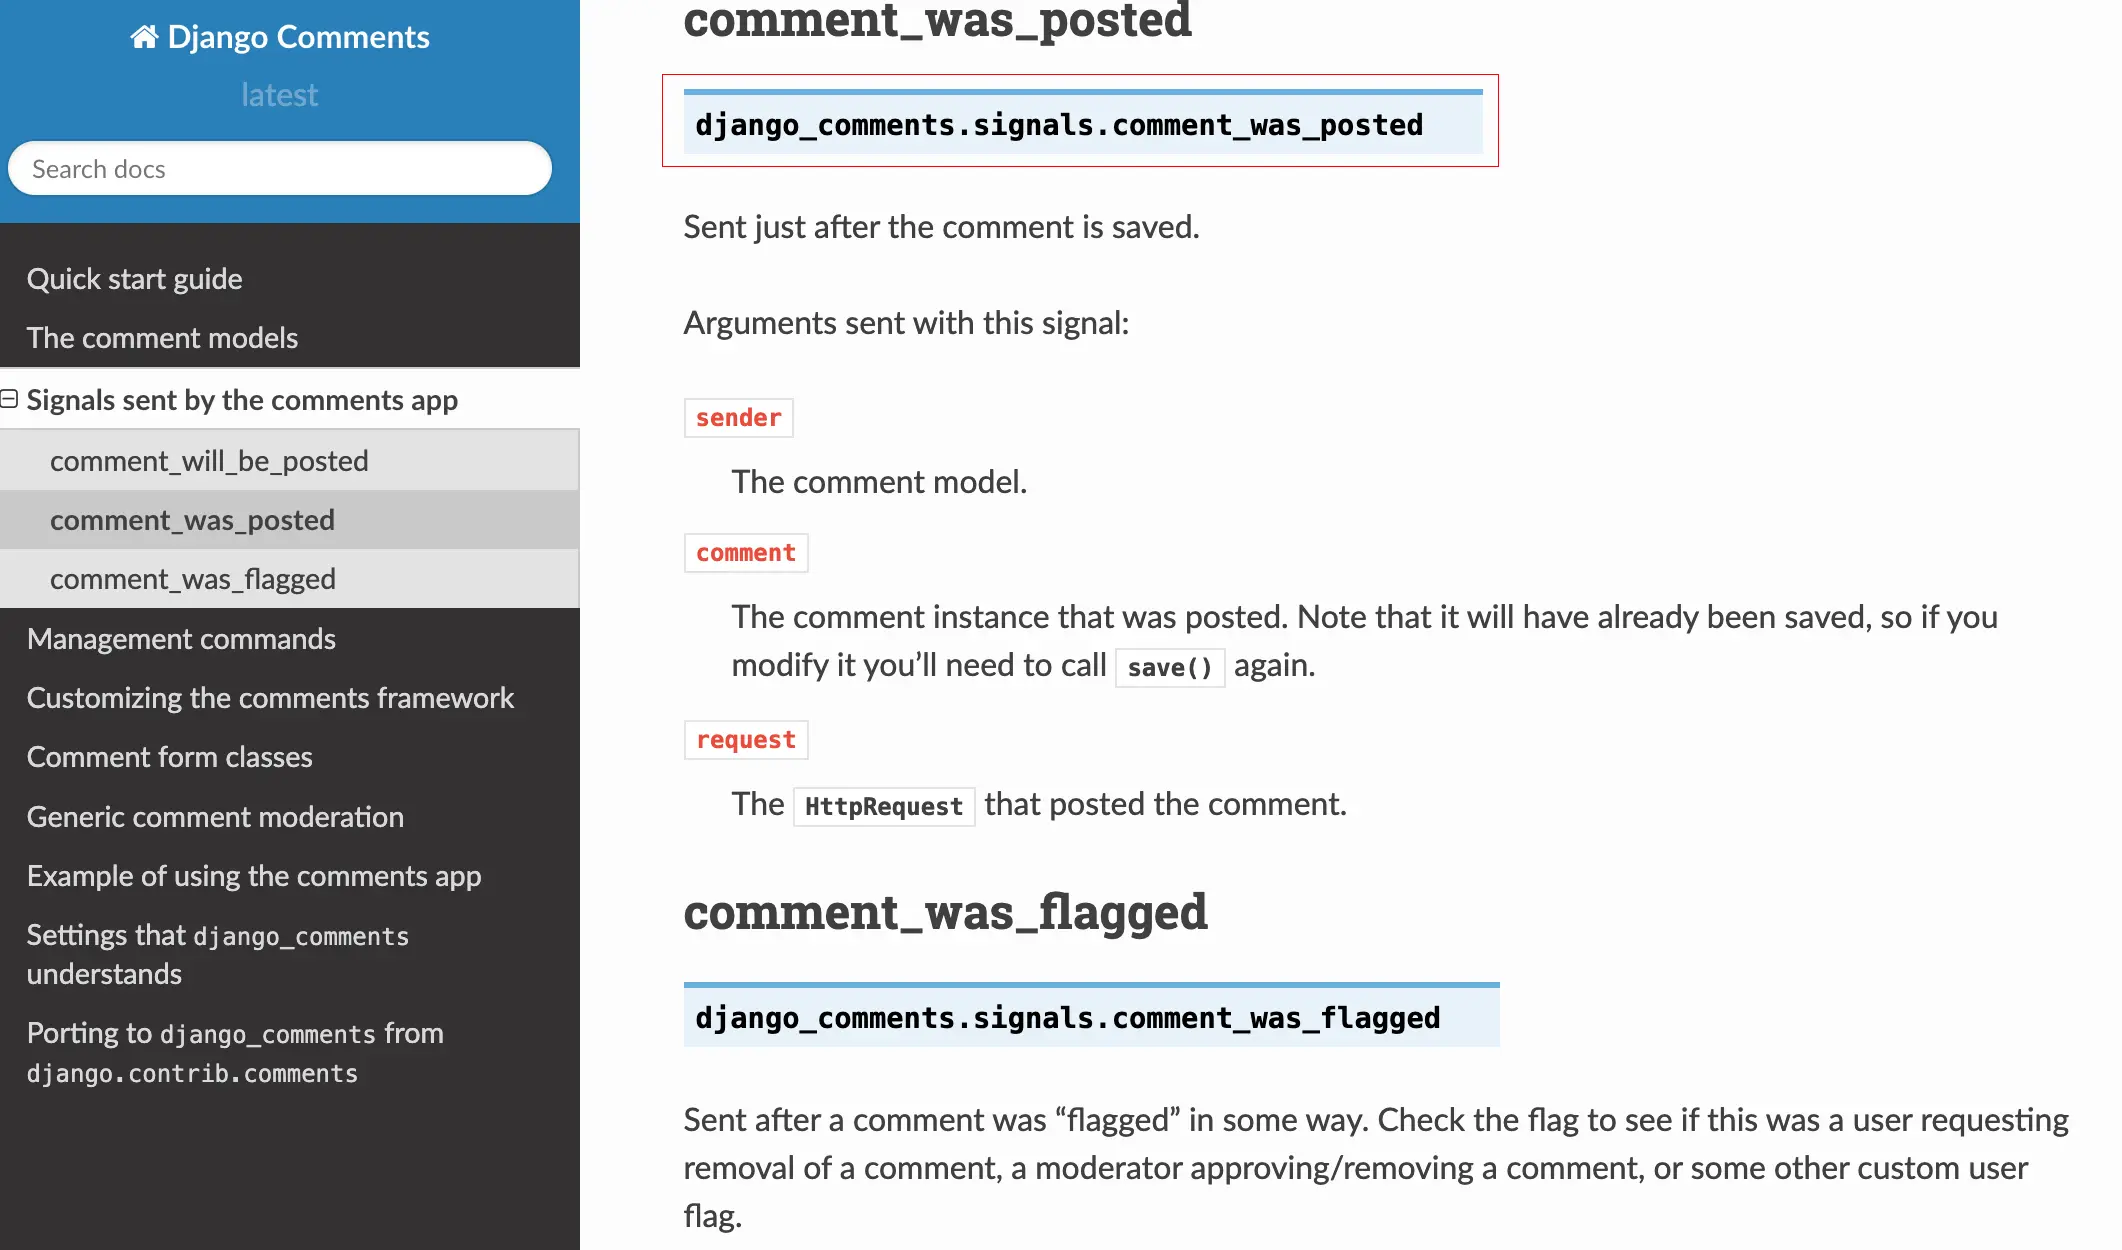 Django Comments
latest
Search docs
Quick start guide
The comment models
Signals sent by the comments app
comment_will_be_posted
comment_was_posted
comment_was_flagged
Management commands
Customizing the comments framework
Comment form classes
Generic comment moderation
Example of using the comments app
Settings that django_comments
understands
Porting to django_comments from
django.contrib.comments
comment_was_posted
django_comments.signals.comment_was_posted
Sent just after the comment is saved.
Arguments sent with this signal:
sender
The comment model.
comment
The comment instance that was posted. Note that it will have already been saved, so if you
modify it you’ll need to call save() again.
request
The HttpRequest that posted the comment.
comment_was_flagged
django_comments.signals.comment_was_flagged
Sent after a comment was “flagged” in some way. Check the flag to see if this was a user requesting
removal of a comment, a moderator approving/removing a comment, or some other custom user
flag.